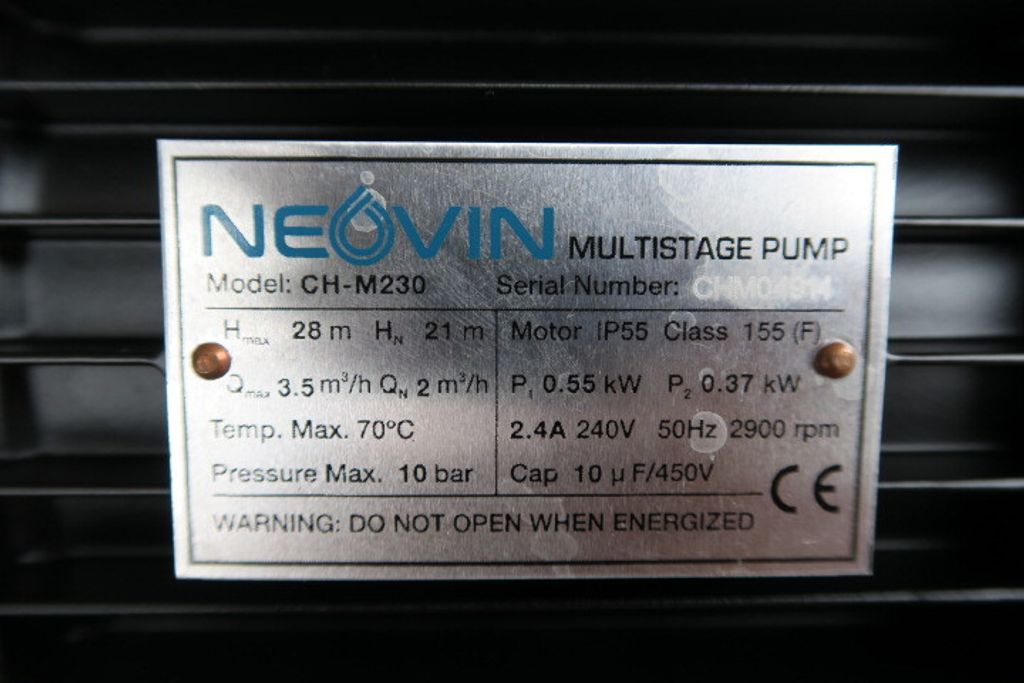 NEOVIN MULTISTAGE PUMP
Model: CH-M230 Serial Number:
Hmax 28 m HN 21 m Motor IP55 Class 155 (F)
Qmax 3.5 m³/h QN 2 m³/h P1 0.55 kW P2 0.37 kW
Temp. Max. 70°C 2.4A 240V 50Hz 2900 rpm
Pressure Max. 10 bar Cap 10 µF/450V CE
WARNING: DO NOT OPEN WHEN ENERGIZED